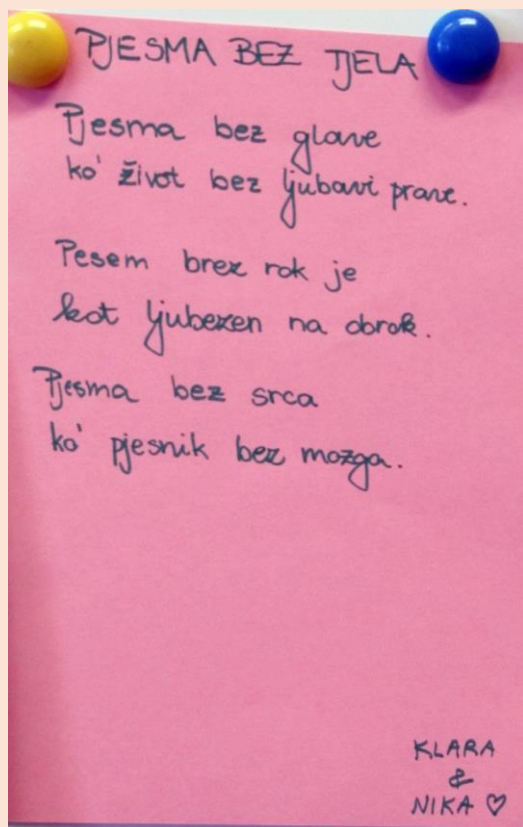 PJESMA BEZ TJELA
Pjesma bez glave
ko' život bez ljubavi prave.
Pesem brez rok je
kot ljubezen na obrok.
Pjesma bez srca
ko' pjesnik bez mozga.
KLARA
&
NIKA ♡